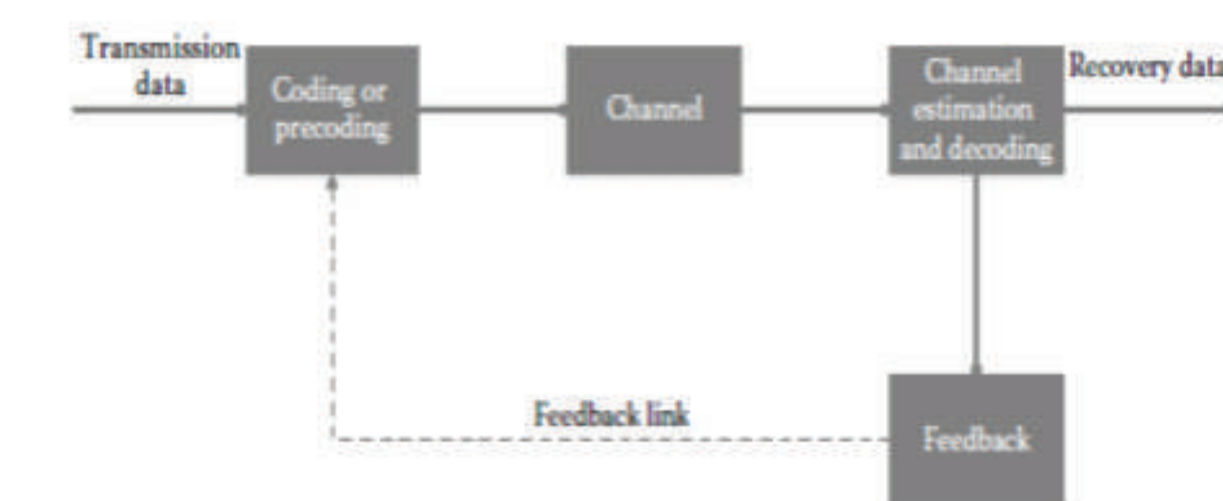 Transmission
data
Coding or
precoding
Channel
Channel
estimation
and decoding
Recovery data
Feedback link
Feedback